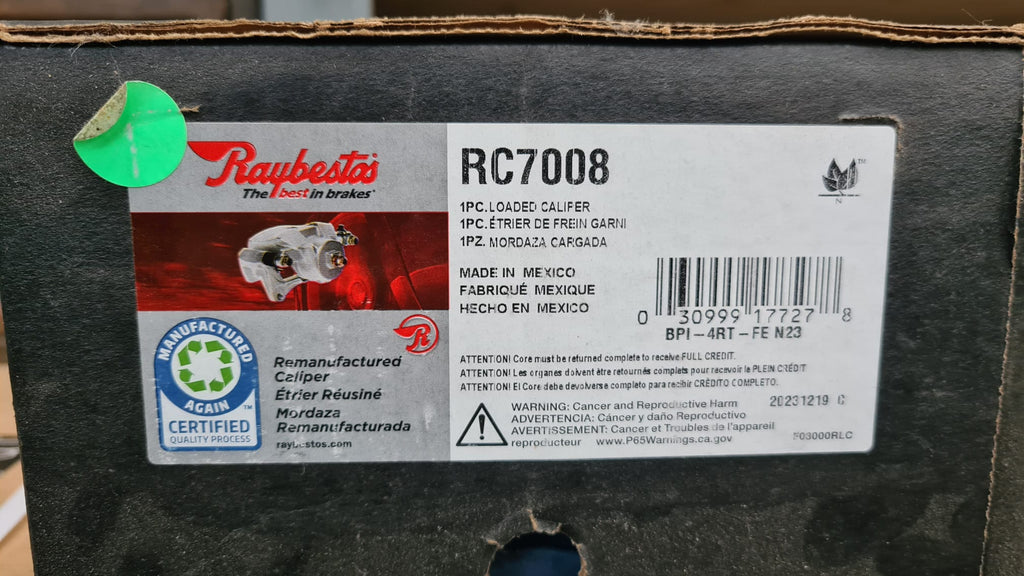 Raybestos
The best in brakes
RC7008
TM
N
1PC. LOADED CALIPER
1PC. ÉTRIER DE FREIN GARNI
1PZ. MORDAZA CARGADA
MADE IN MEXICO
FABRIQUÉ MEXIQUE
HECHO EN MEXICO
0 30999 17727 8
BPI-4RT-FE N23
R
MANUFACTURED
AGAIN
TM
CERTIFIED
QUALITY PROCESS
Remanufactured
Caliper
Étrier Réusiné
Mordaza
Remanufacturada
raybestos.com
ATTENTION! Core must be returned complete to receive FULL CREDIT.
ATTENTION! Les organes doivent être retournés complets pour recevoir le PLEIN CRÉDIT
ATTENTION! El Core debe devolverse completo para recibir CRÉDITO COMPLETO.
WARNING: Cancer and Reproductive Harm
ADVERTENCIA: Cáncer y daño Reproductivo
AVERTISSEMENT: Cancer et Troubles de l'appareil
reproducteur www.P65Warnings.ca.gov
20231219 C
F03000RLC